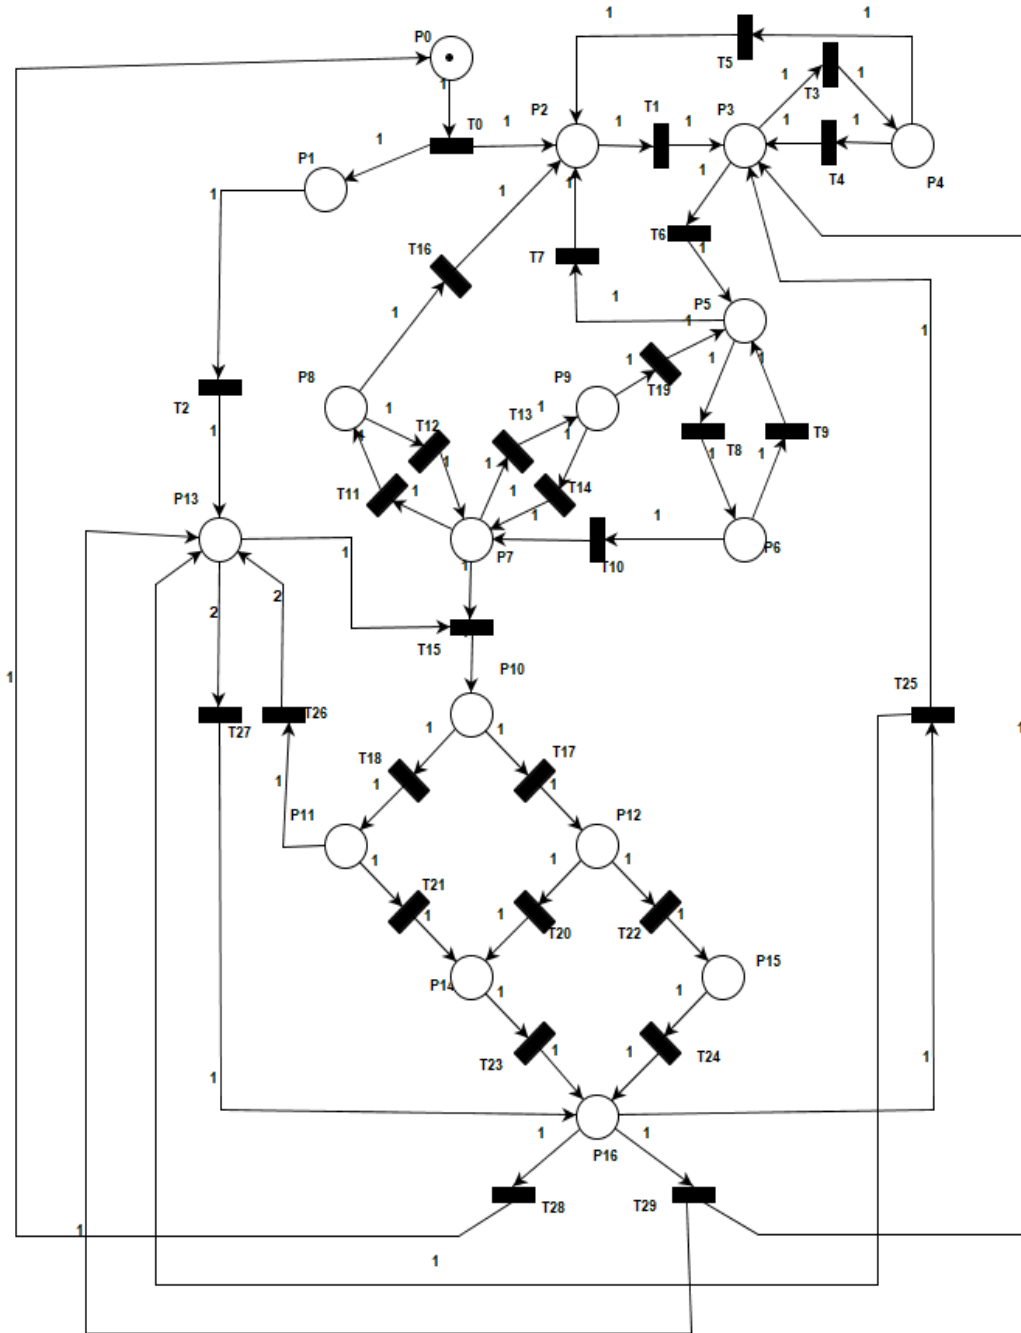 1 1
P0
T5
1 T3 1
1
P2 T1 P3
T0 1 1 1 1 1
1
P1 T4 P4
1 1
1 T6 1
T16 T7
1 1 P5
1 1
P8 P9 1 T19 1 1
T2 1 T12 T13 1
1 1 1 1 T8 1 1 T9
T11 1 1 T14
P13 1 1
1 P7 T10 P6
1
2 2 T15
P10
1 T25
T27 T26 1 1
T18 T17
1 1 1 1
P11 P12
1 1 1
T21
1 1 T20 T22 1
P14 1 1 P15
1
T23 1 1 T24
1 1
1 P16 1
T28 T29
1
1